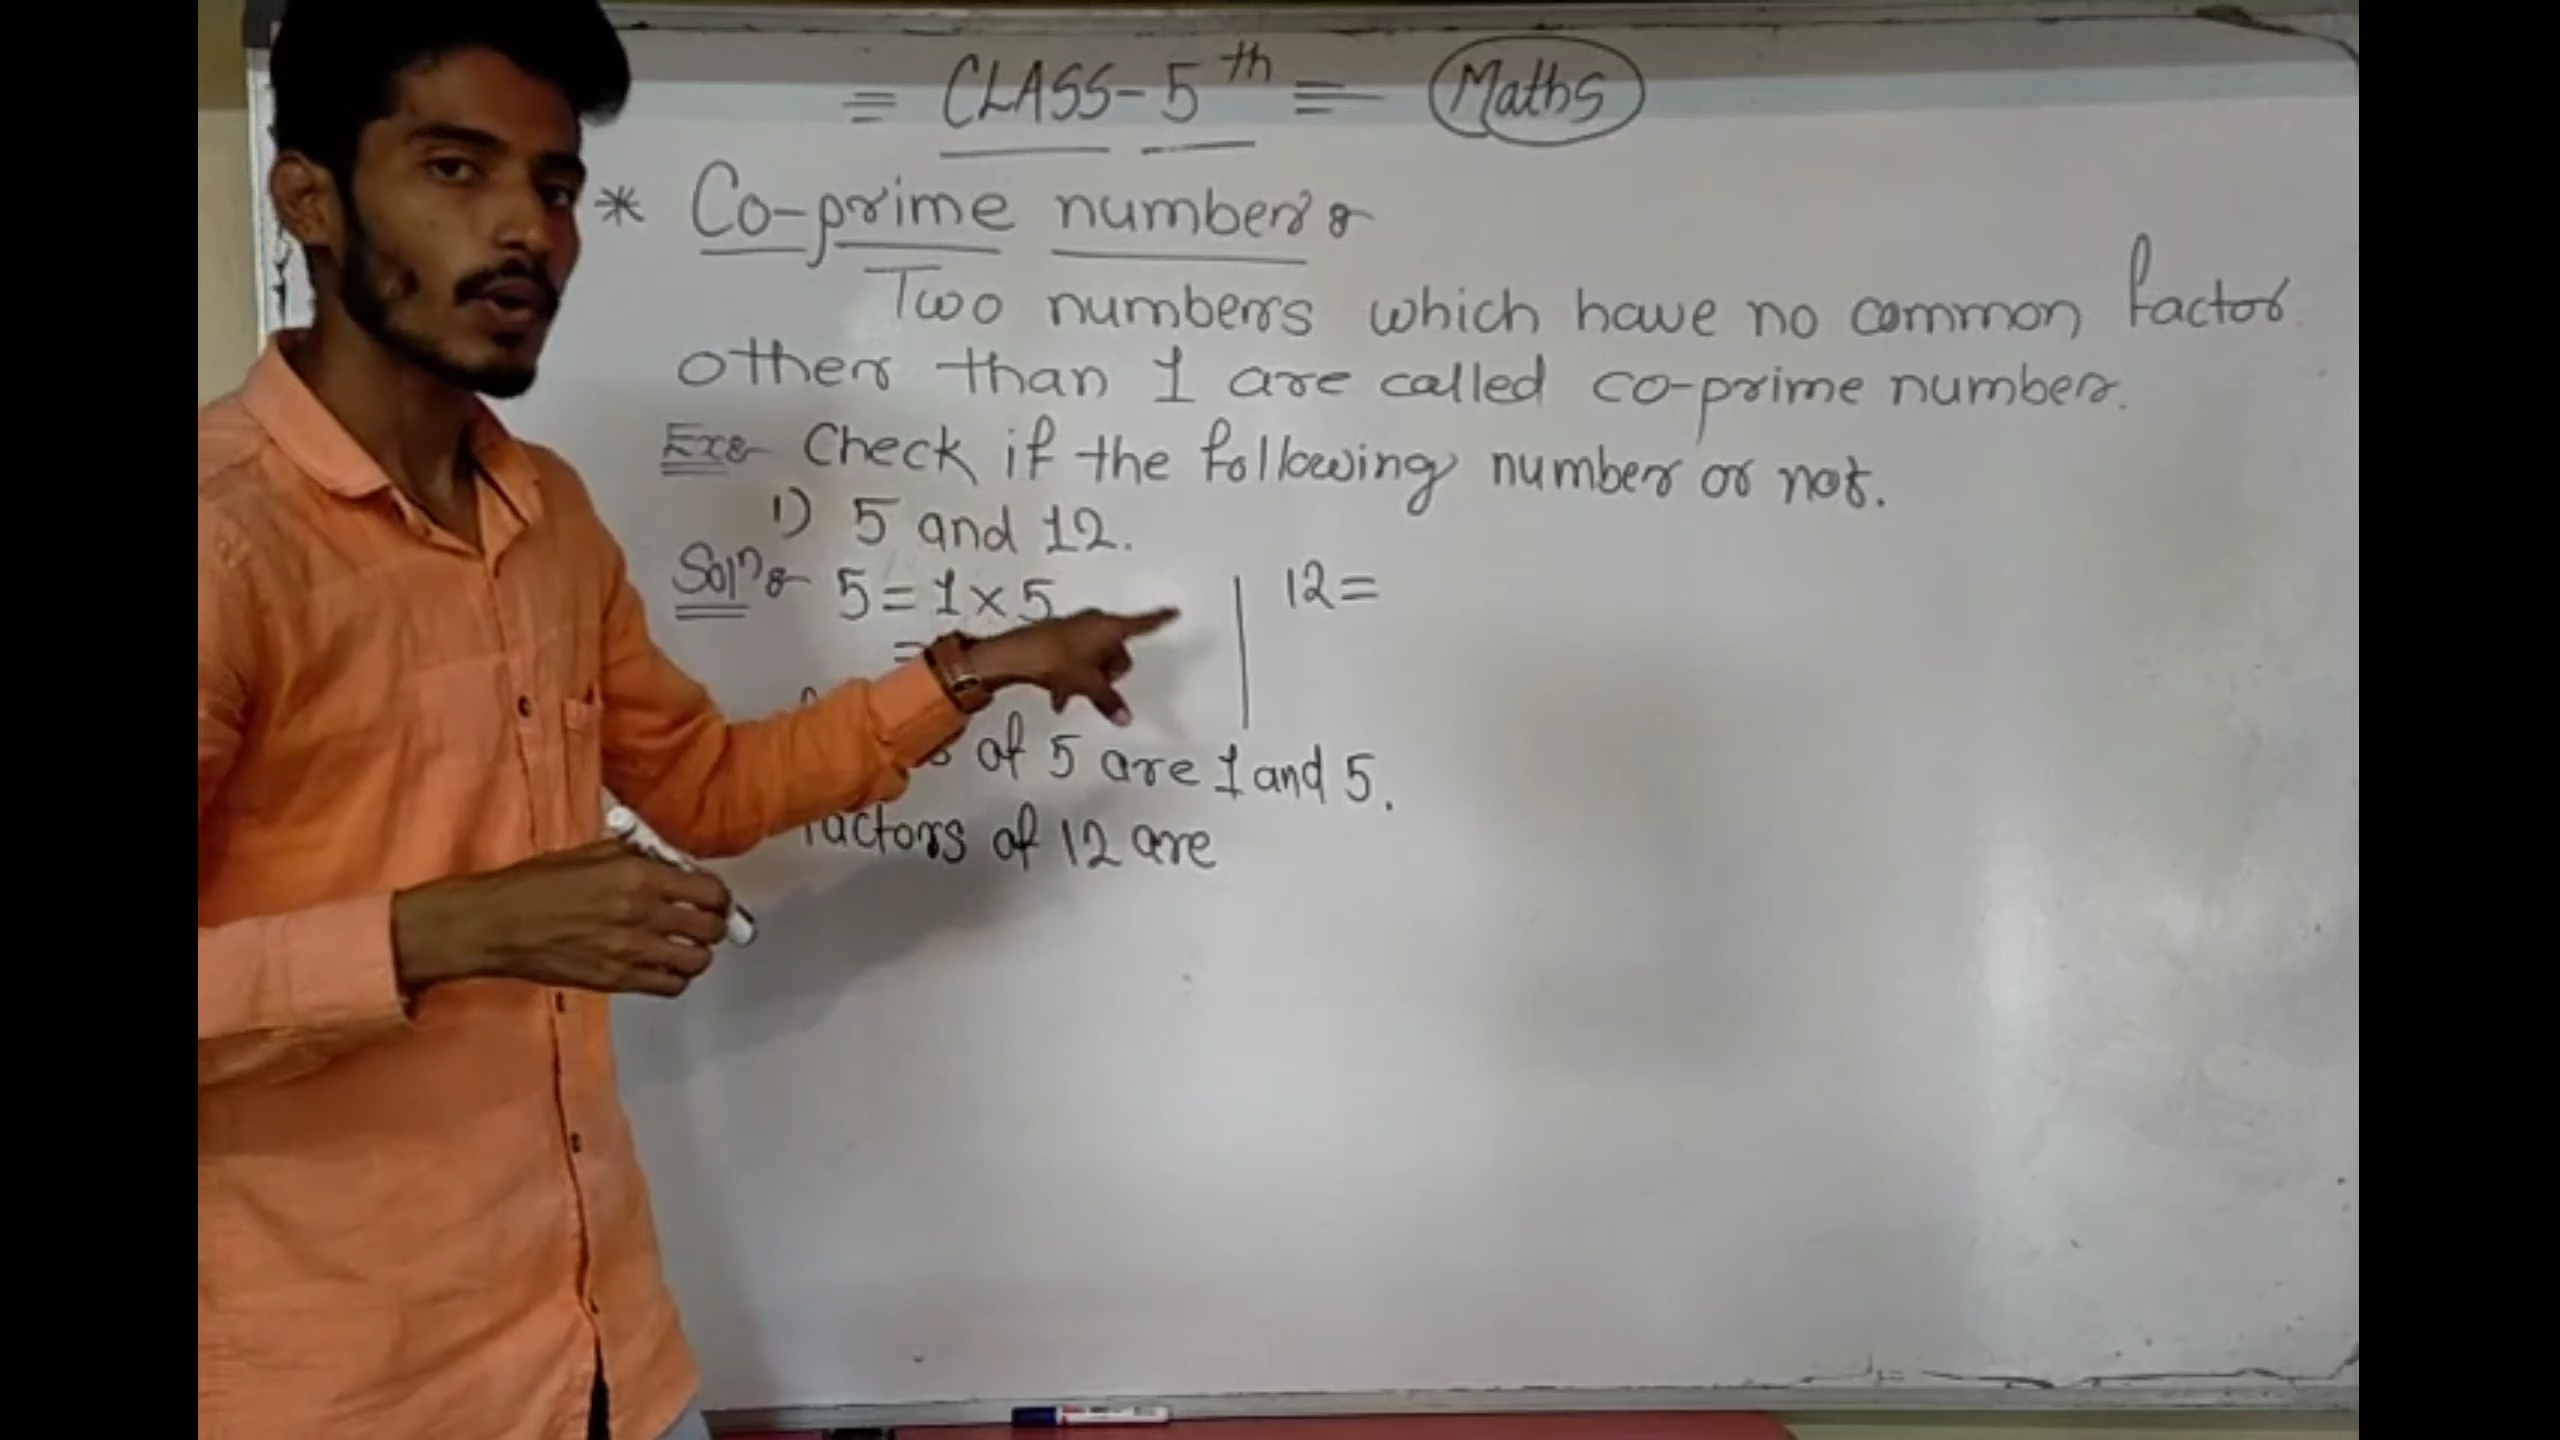 = CLASS-5th = Maths
* Co-prime numbers
Two numbers which have no common factor
other than 1 are called co-prime number.
Ex:- Check if the following number or not.
1) 5 and 12.
Soln:- 5 = 1 × 5 | 12 =
=
of 5 are 1 and 5.
factors of 12 are